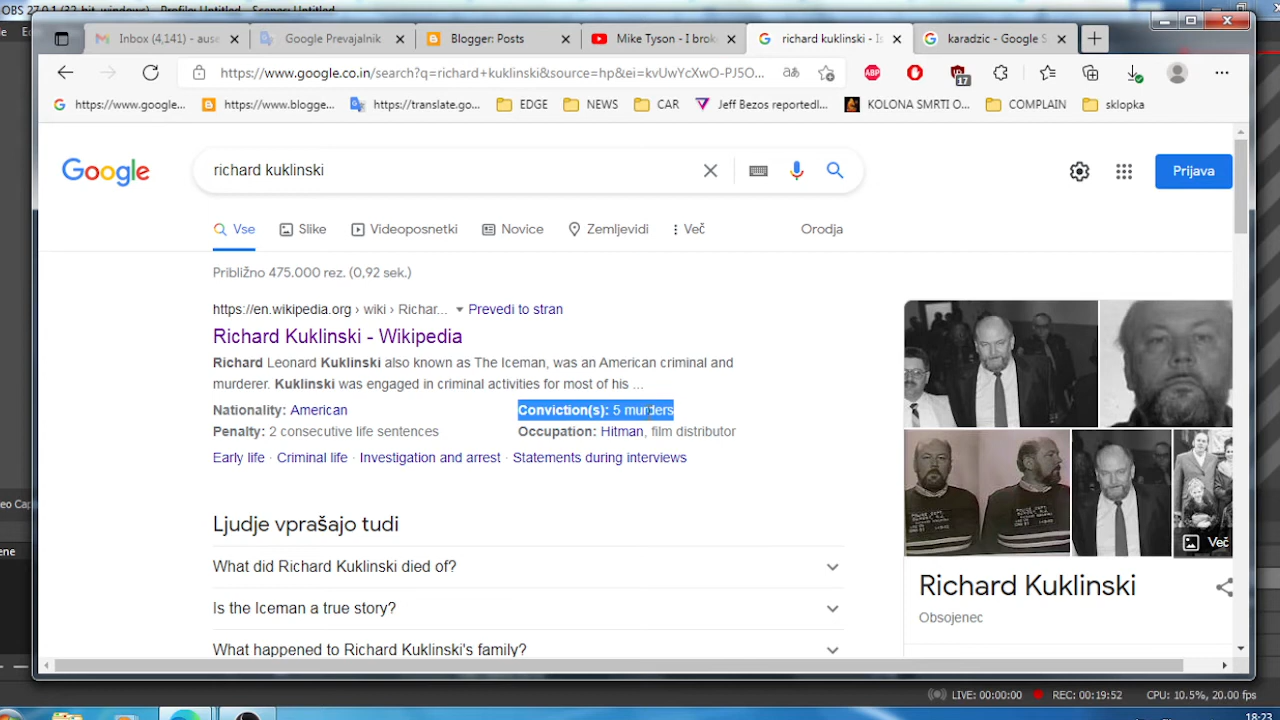 OBS 27.0.1 (32-bit, windows) - Profile: Untitled - Scenes: Untitled
Inbox (4,141) - ause
Google Prevajalnik
Blogger: Posts
Mike Tyson - I brok
richard kuklinski - Is
karadzic - Google S
https://www.google.co.in/search?q=richard+kuklinski&source=hp&ei=kvUwYcXwO-PJ5O...
ABP
17
https://www.google...
https://www.blogge...
https://translate.go...
EDGE
NEWS
CAR
Jeff Bezos reportedl...
KOLONA SMRTI O...
COMPLAIN
sklopka
Google
richard kuklinski
Prijava
Vse
Slike
Videoposnetki
Novice
Zemljevidi
Več
Orodja
Približno 475.000 rez. (0,92 sek.)
https://en.wikipedia.org › wiki › Richar... Prevedi to stran
Richard Kuklinski - Wikipedia
Richard Leonard Kuklinski also known as The Iceman, was an American criminal and
murderer. Kuklinski was engaged in criminal activities for most of his ...
Nationality: American
Conviction(s): 5 murders
Penalty: 2 consecutive life sentences
Occupation: Hitman, film distributor
Early life · Criminal life · Investigation and arrest · Statements during interviews
Ljudje vprašajo tudi
What did Richard Kuklinski died of?
Is the Iceman a true story?
What happened to Richard Kuklinski's family?
Več
Richard Kuklinski
Obsojenec
eo Cap
ene
LIVE: 00:00:00
REC: 00:19:52
CPU: 10.5%, 20.00 fps
18:23